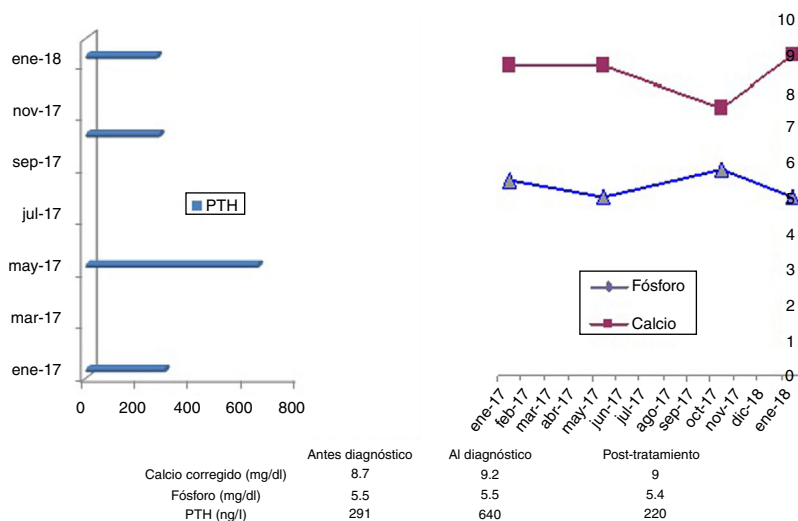 ene-18
nov-17
sep-17
jul-17
may-17
mar-17
ene-17
0 200 400 600 800
PTH
10
9
8
7
6
5
4
3
2
1
0
Fósforo
Calcio
ene-17 feb-17 mar-17 abr-17 may-17 jun-17 jul-17 ago-17 sep-17 oct-17 nov-17 dic-18 ene-18
Antes diagnóstico Al diagnóstico Post-tratamiento
Calcio corregido (mg/dl) 8.7 9.2 9
Fósforo (mg/dl) 5.5 5.5 5.4
PTH (ng/l) 291 640 220